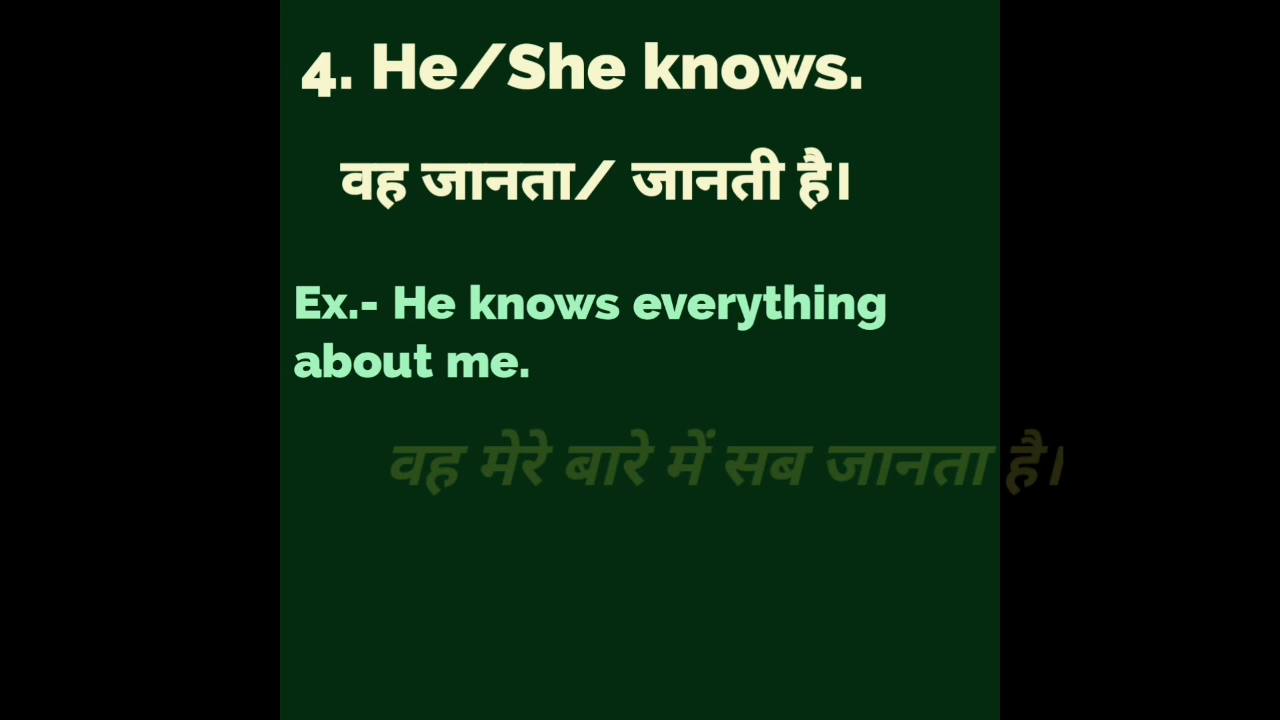 4. He/She knows.
वह जानता/ जानती है।
Ex.- He knows everything
about me.
वह मेरे बारे में सब जानता है।